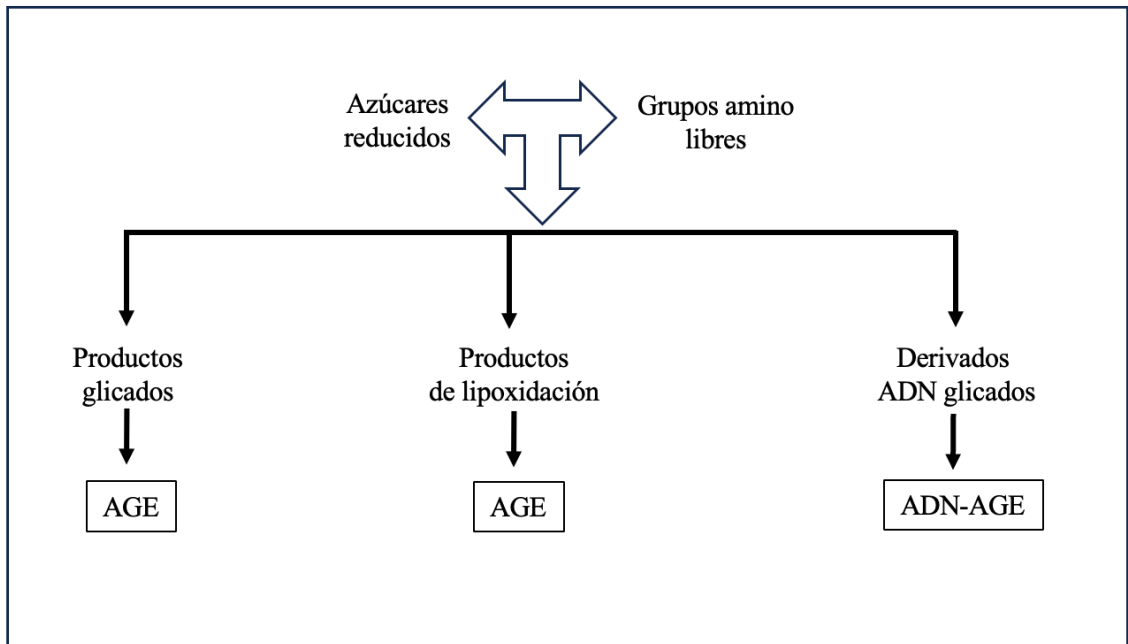 Azúcares
reducidos
Grupos amino
libres
Productos
glicados
Productos
de lipoxidación
Derivados
ADN glicados
AGE
AGE
ADN-AGE